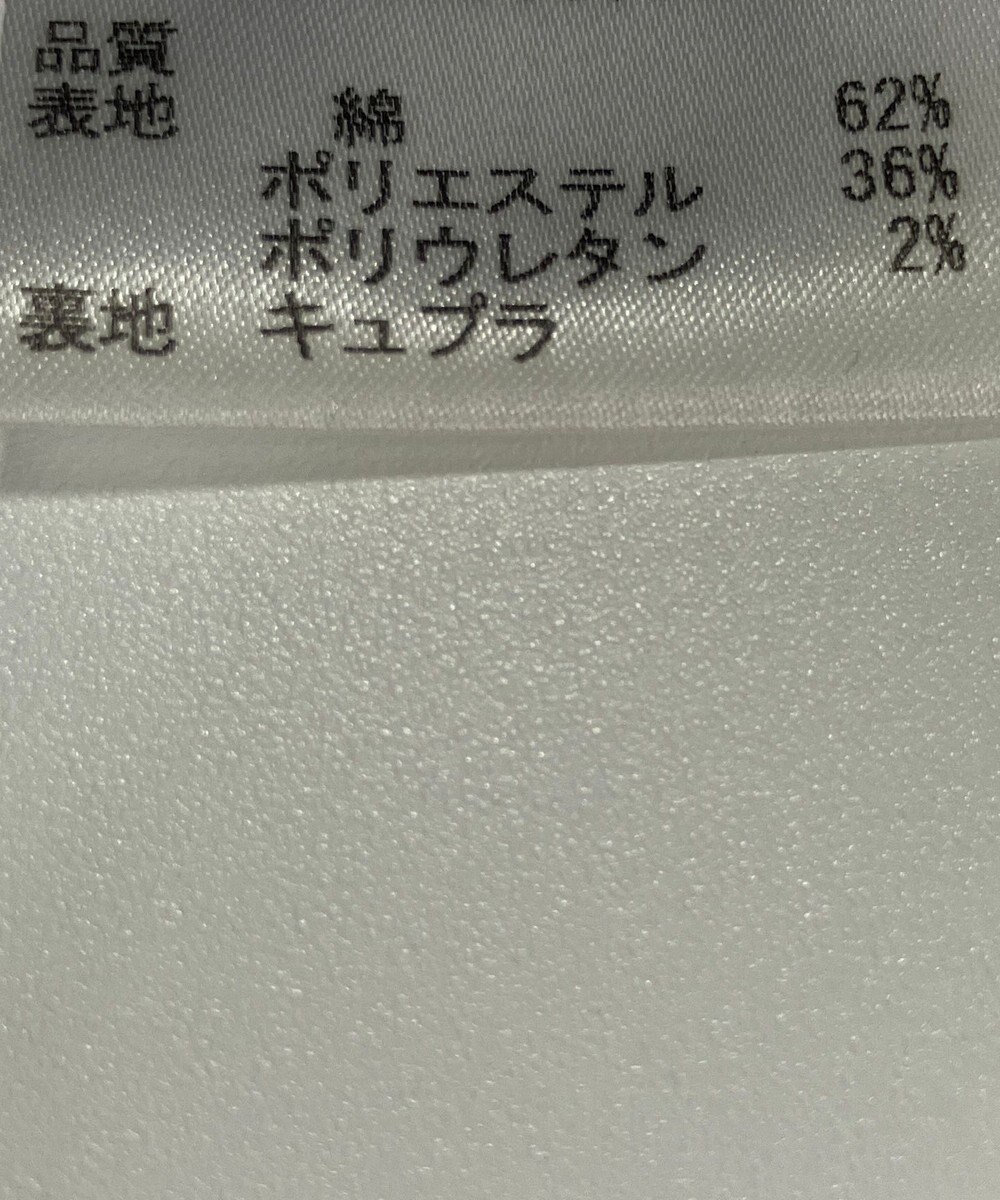 品質
表地 綿 62%
ポリエステル 36%
ポリウレタン 2%
裏地 キュプラ